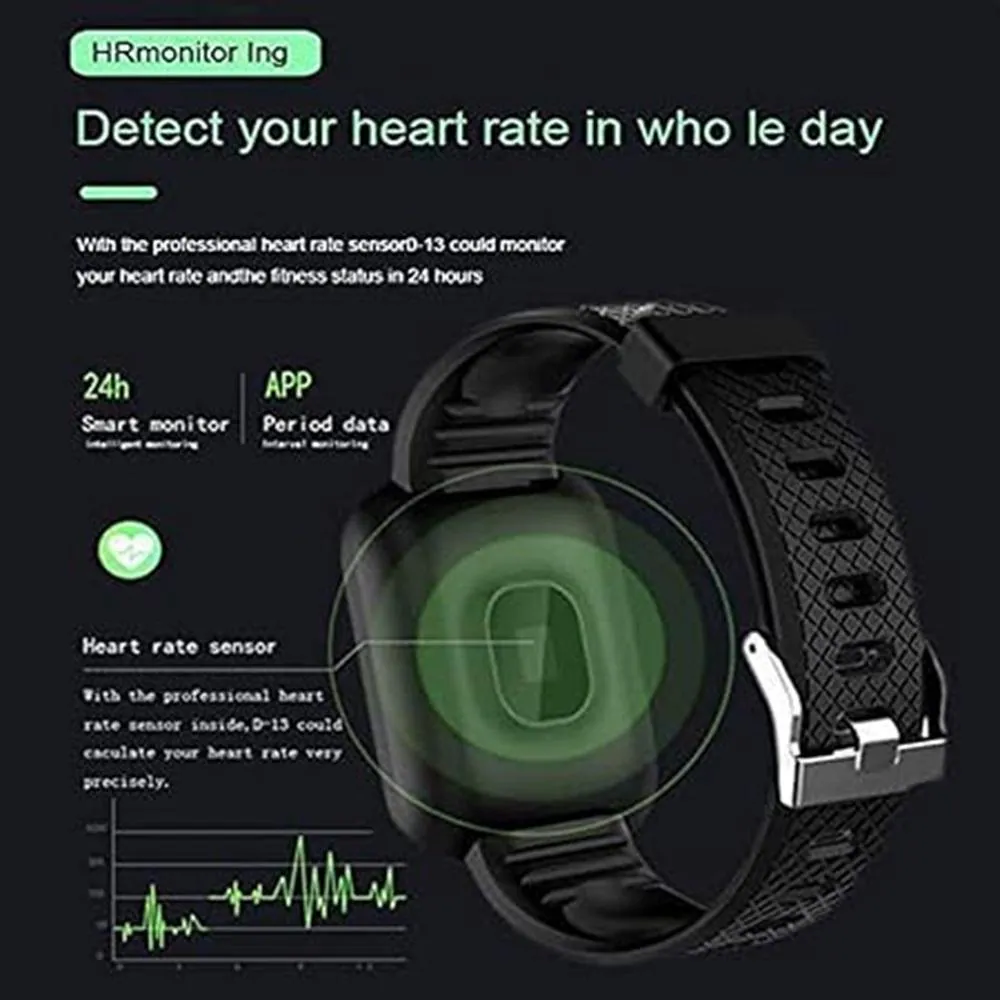 HRmonitor Ing
Detect your heart rate in who le day
With the professional heart rate sensorD-13 could monitor
your heart rate andthe fitness status in 24 hours
24h
APP
Smart monitor
Period data
intelligent monitoring
Interval monitoring
Heart rate sensor
With the professional heart
rate sensor inside,D-13 could
caculate your heart rate very
precisely.